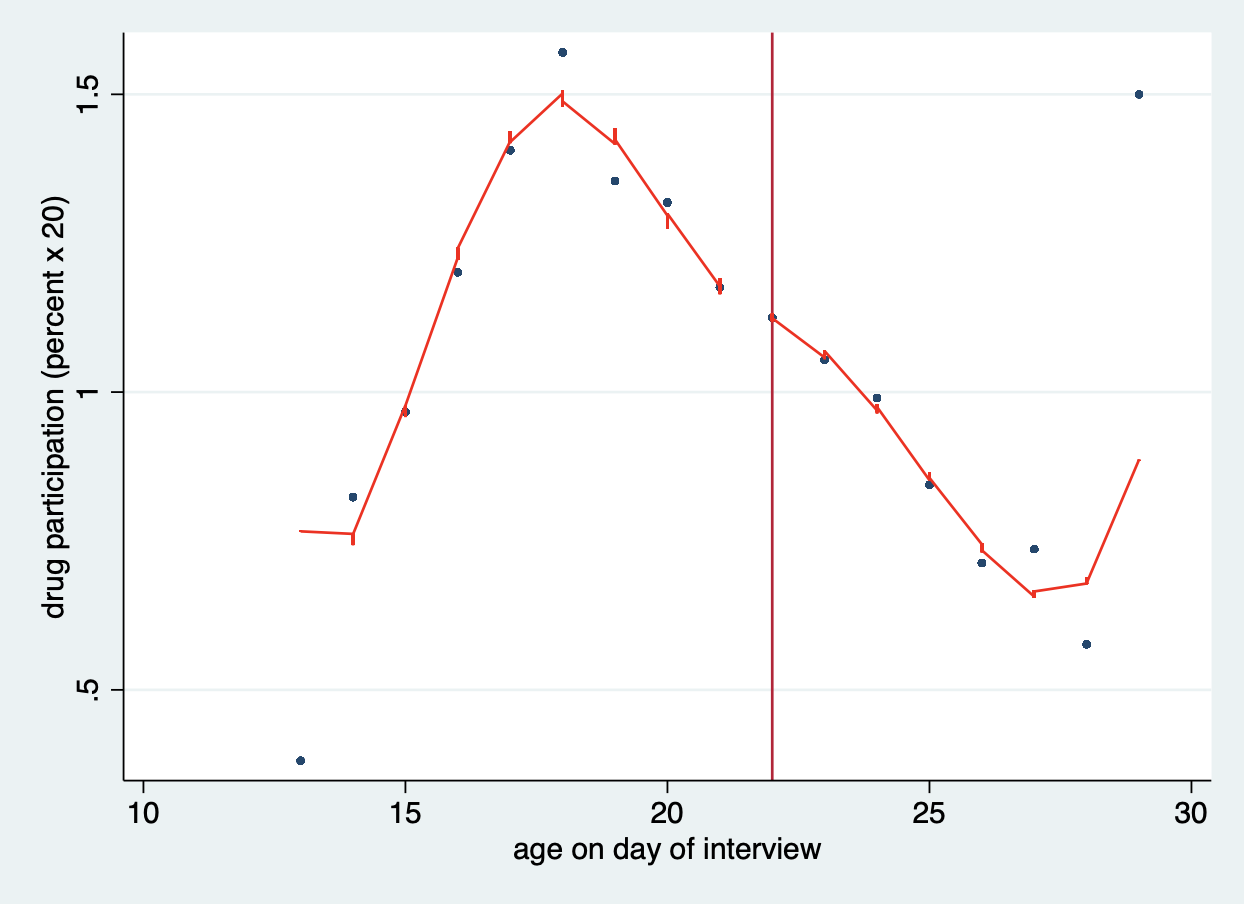 drug participation (percent x 20)
1.5
1
.5
10 15 20 25 30
age on day of interview